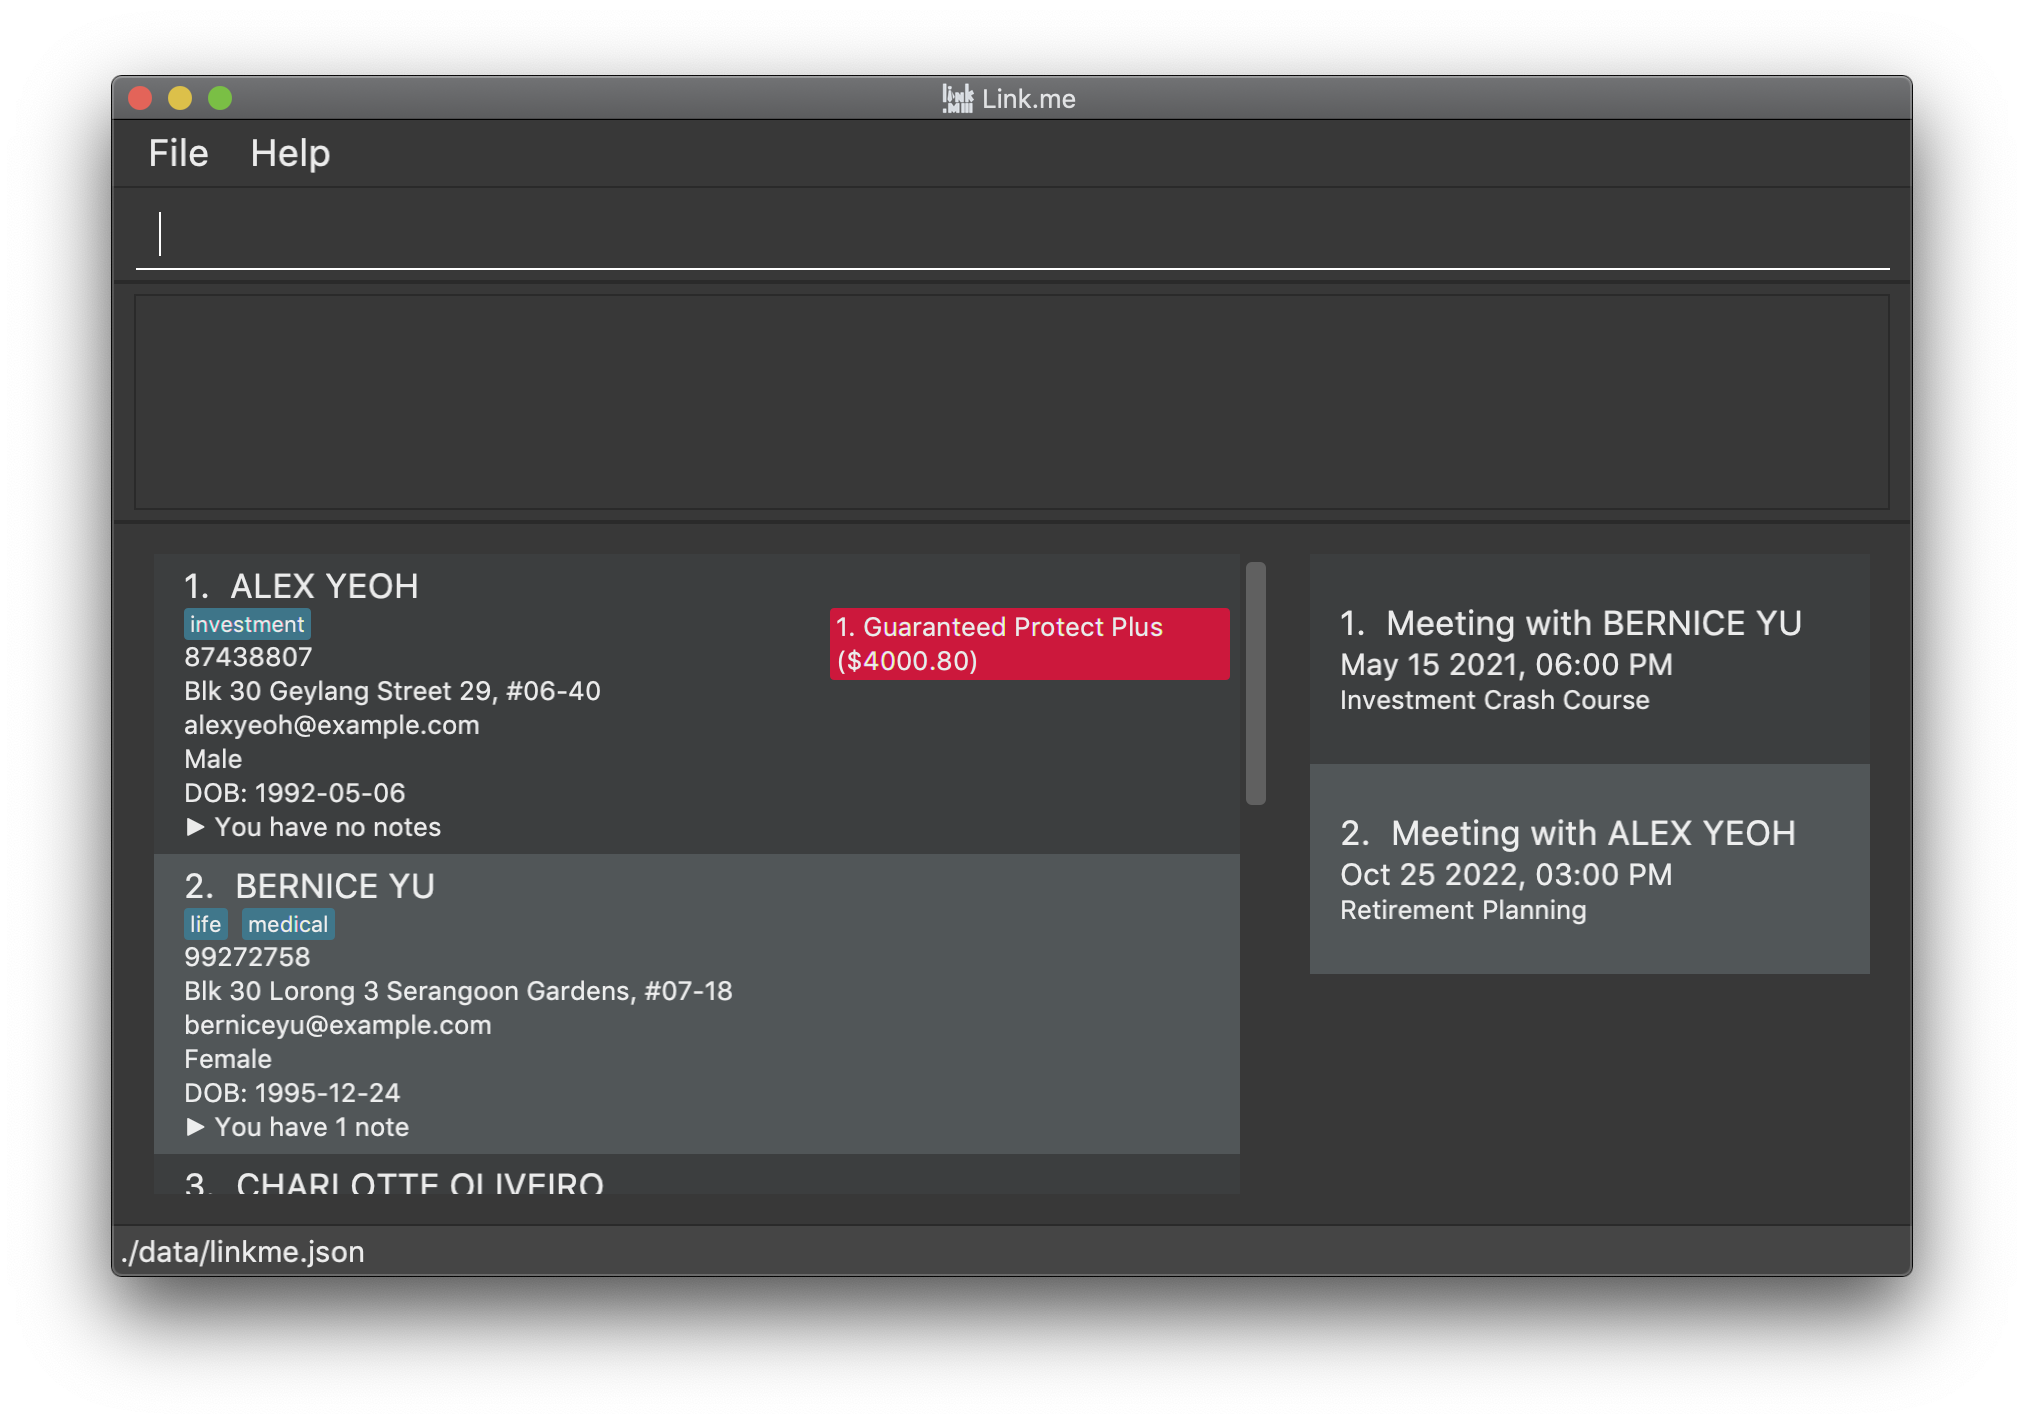 Link.me
File Help
1. ALEX YEOH
investment
87438807
Blk 30 Geylang Street 29, #06-40
alexyeoh@example.com
Male
DOB: 1992-05-06
▶ You have no notes
1. Guaranteed Protect Plus
($4000.80)
2. BERNICE YU
life medical
99272758
Blk 30 Lorong 3 Serangoon Gardens, #07-18
berniceyu@example.com
Female
DOB: 1995-12-24
▶ You have 1 note
3. CHARLOTTE OLIVEIRO
1. Meeting with BERNICE YU
May 15 2021, 06:00 PM
Investment Crash Course
2. Meeting with ALEX YEOH
Oct 25 2022, 03:00 PM
Retirement Planning
./data/linkme.json